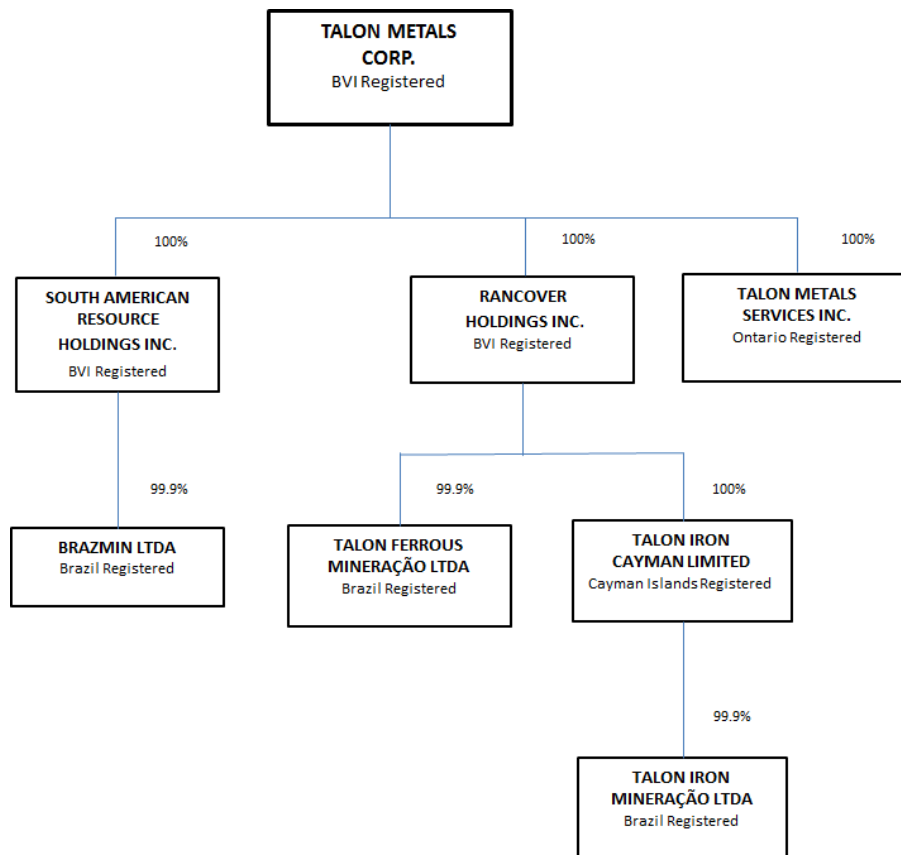 TALON METALS
CORP.
BVI Registered
100%
100%
100%
SOUTH AMERICAN
RESOURCE
HOLDINGS INC.
BVI Registered
RANCOVER
HOLDINGS INC.
BVI Registered
TALON METALS
SERVICES INC.
Ontario Registered
99.9%
99.9%
100%
BRAZMIN LTDA
Brazil Registered
TALON FERROUS
MINERAÇÃO LTDA
Brazil Registered
TALON IRON
CAYMAN LIMITED
Cayman Islands Registered
99.9%
TALON IRON
MINERAÇÃO LTDA
Brazil Registered